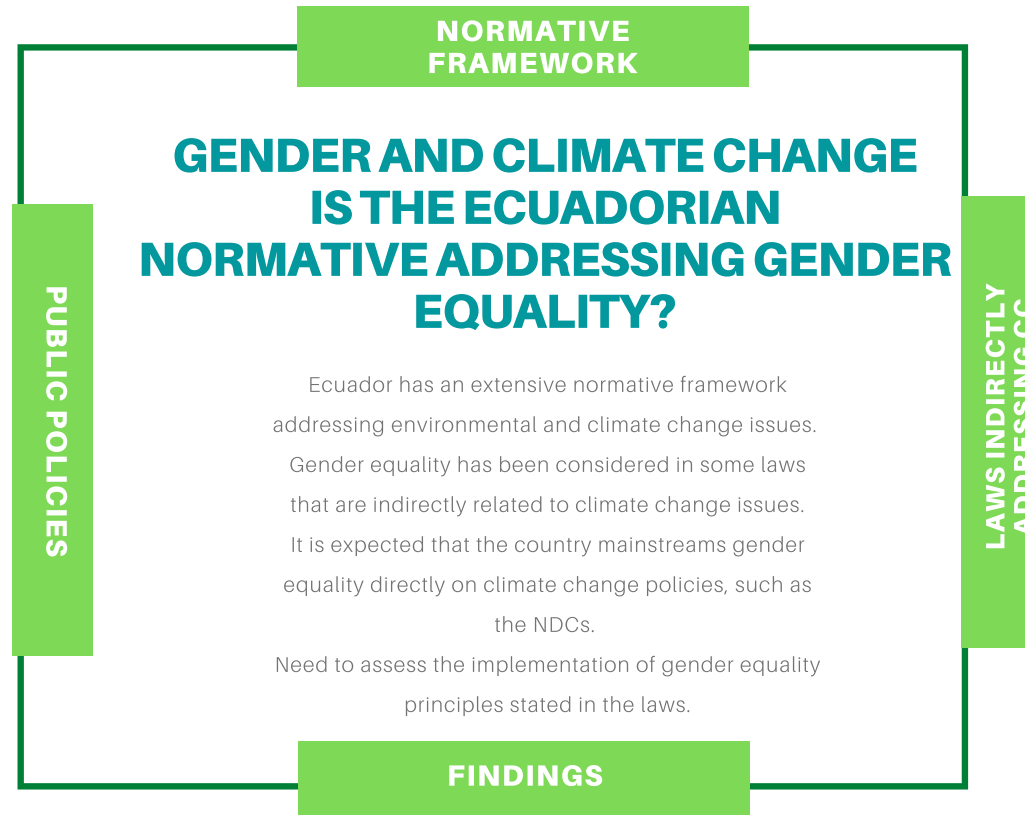 NORMATIVE
FRAMEWORK
GENDER AND CLIMATE CHANGE
IS THE ECUADORIAN
NORMATIVE ADDRESSING GENDER
EQUALITY?
PUBLIC POLICIES
LAWS INDIRECTLY
ADDRESSING CC
Ecuador has an extensive normative framework
addressing environmental and climate change issues.
Gender equality has been considered in some laws
that are indirectly related to climate change issues.
It is expected that the country mainstreams gender
equality directly on climate change policies, such as
the NDCs.
Need to assess the implementation of gender equality
principles stated in the laws.
FINDINGS